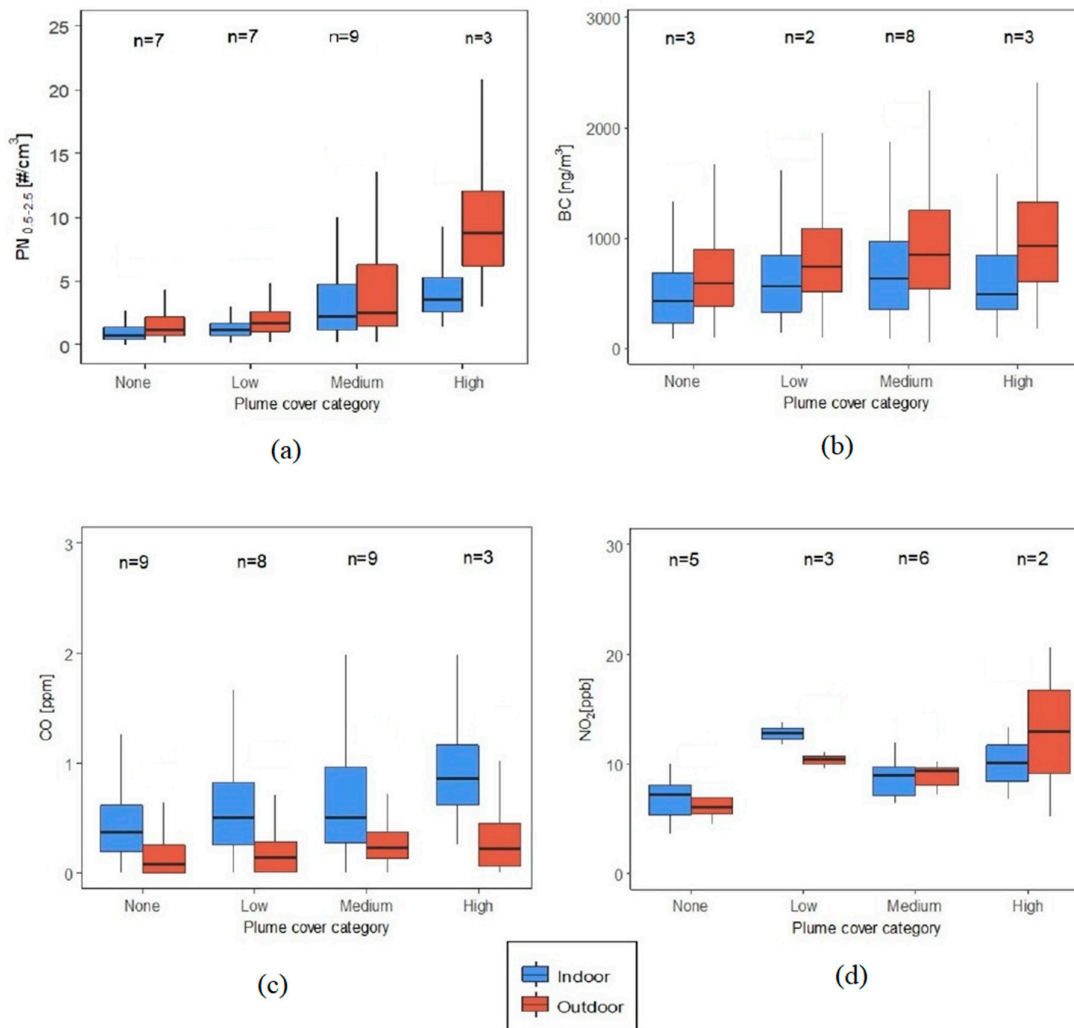 25
20
15
10
5
0
PN 0.5-2.5 [#/cm³]
n=7 n=7 n=9 n=3
None Low Medium High
Plume cover category
(a)
3000
2000
1000
0
BC [ng/m³]
n=3 n=2 n=8 n=3
None Low Medium High
Plume cover category
(b)
3
2
1
0
CO [ppm]
n=9 n=8 n=9 n=3
None Low Medium High
Plume cover category
(c)
30
20
10
0
NO₂[ppb]
n=5 n=3 n=6 n=2
None Low Medium High
Plume cover category
(d)
Indoor
Outdoor